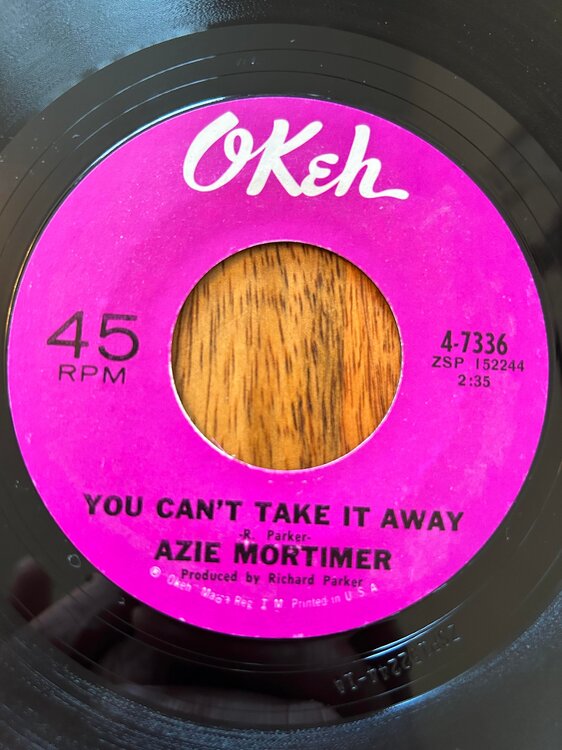 OKeh
45
RPM
4-7336
ZSP 152244
2:35
YOU CAN'T TAKE IT AWAY
-R. Parker-
AZIE MORTIMER
Produced by Richard Parker
Okeh Reg. Printed in U S A